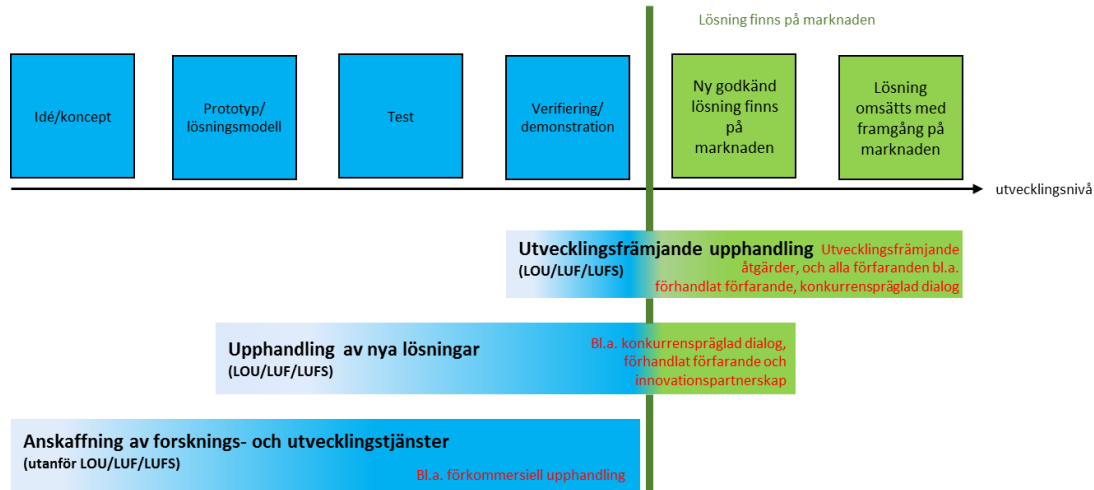 Lösning finns på marknaden
Idé/koncept
Prototyp/
lösningsmodell
Test
Verifiering/
demonstration
Ny godkänd
lösning finns
på
marknaden
Lösning
omsätts med
framgång på
marknaden
utvecklingsnivå
Utvecklingsfrämjande upphandling Utvecklingsfrämjande
(LOU/LUF/LUFS) åtgärder, och alla förfaranden bl.a.
förhandlat förfarande, konkurrenspräglad dialog
Upphandling av nya lösningar
(LOU/LUF/LUFS)
Bl.a. konkurrenspräglad dialog,
förhandlat förfarande och
innovationspartnerskap
Anskaffning av forsknings- och utvecklingstjänster
(utanför LOU/LUF/LUFS)
Bl.a. förkommersiell upphandling